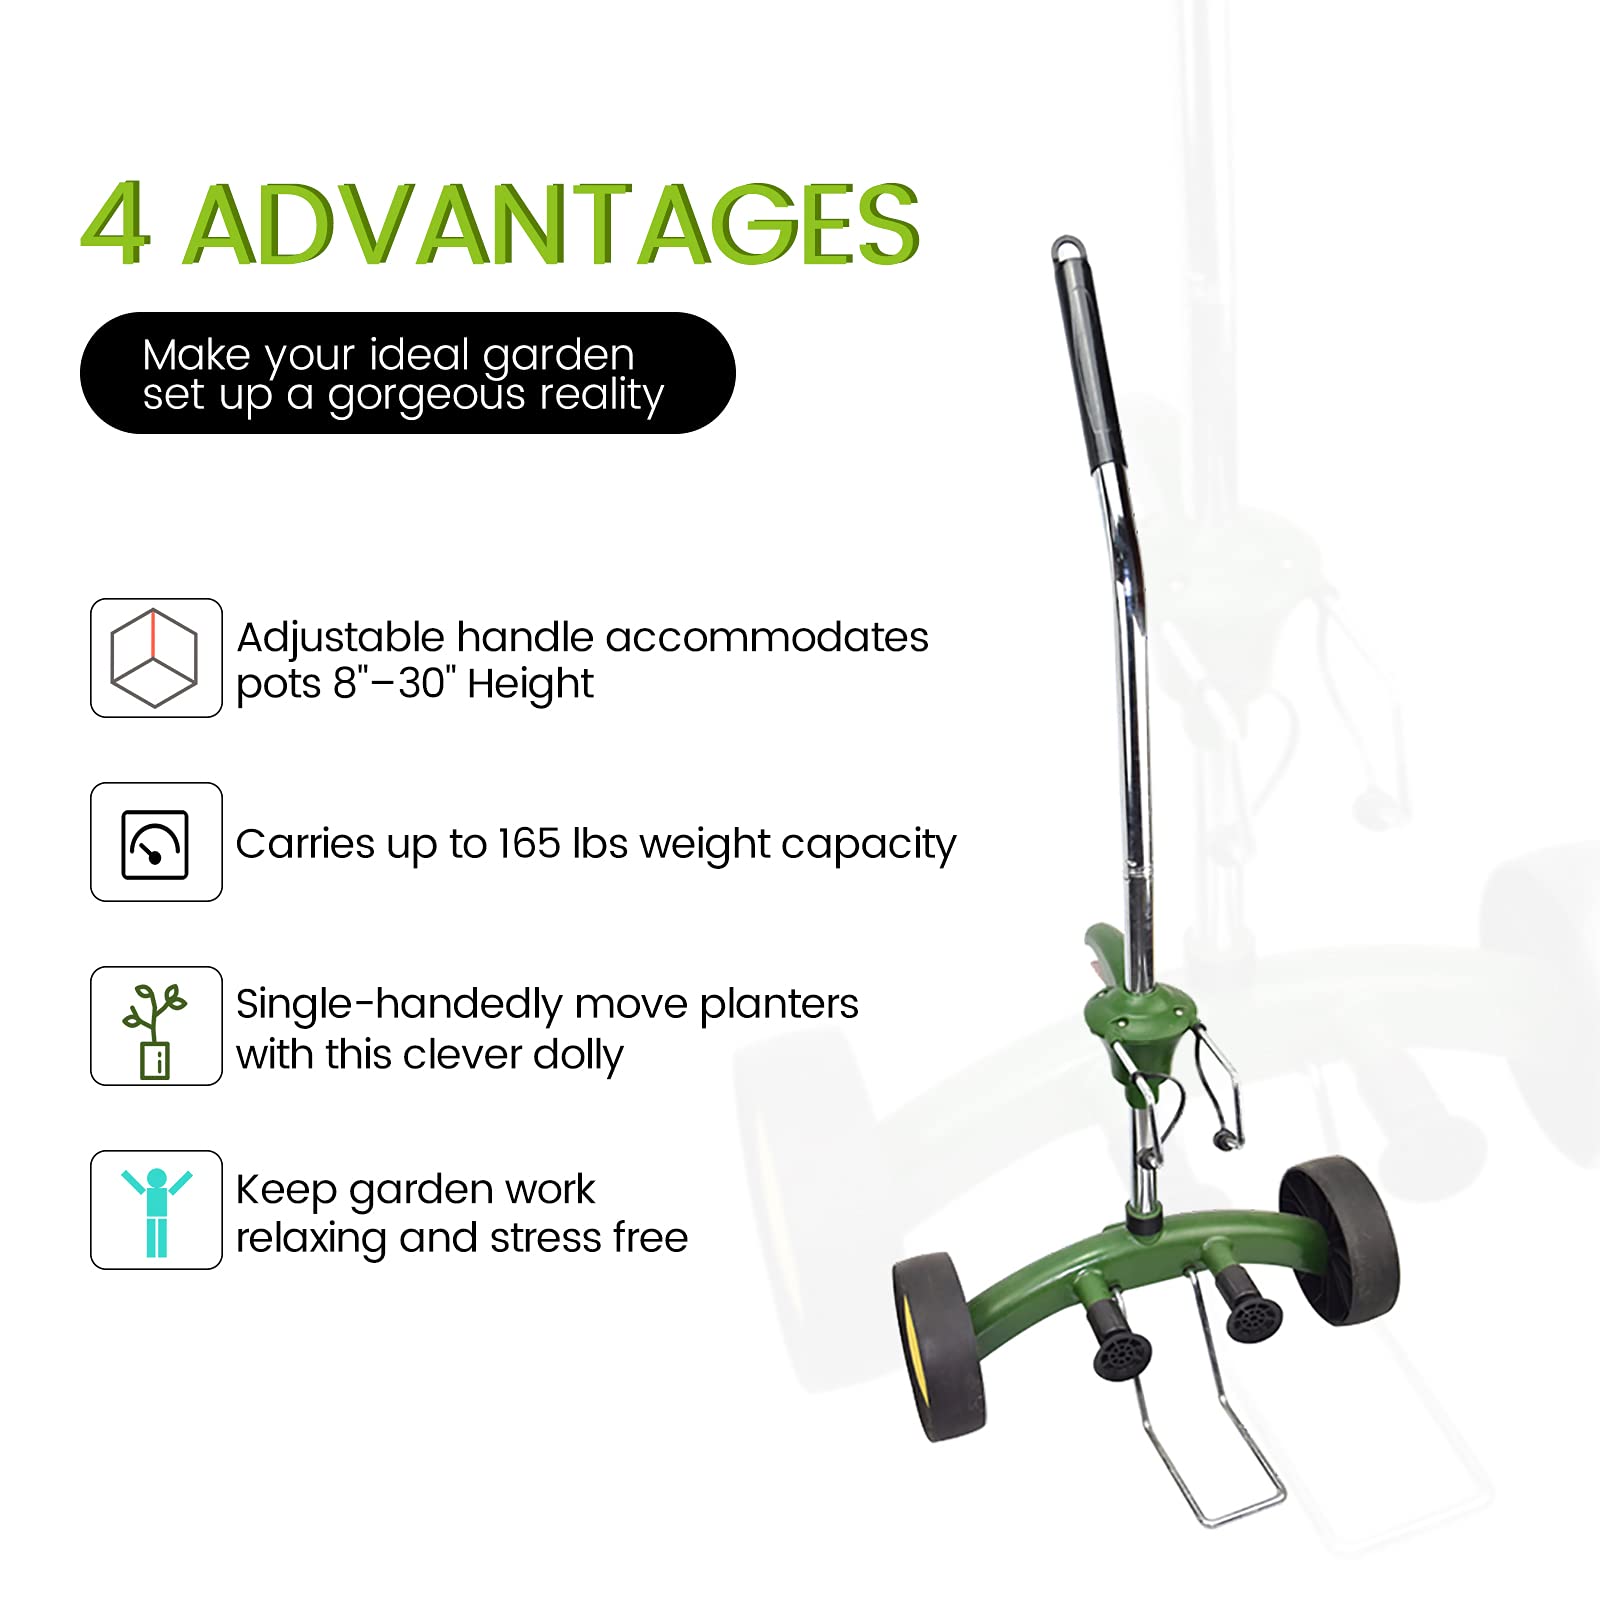 4 ADVANTAGES
Make your ideal garden
set up a gorgeous reality
Adjustable handle accommodates
pots 8"–30" Height
Carries up to 165 lbs weight capacity
Single-handedly move planters
with this clever dolly
Keep garden work
relaxing and stress free